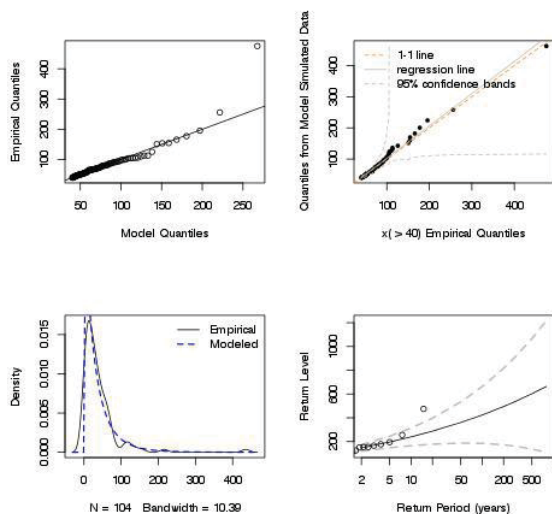 Empirical Quantiles
100 200 300 400
50 100 150 200 250
Model Quantiles
Quantiles from Model Simulated Data
100 200 300 400
1-1 line
regression line
95% confidence bands
100 200 300 400
x( > 40) Empirical Quantiles
Density
0.000 0.005 0.010 0.015
Empirical
Modeled
0 100 200 300 400
N = 104 Bandwidth = 10.39
Return Level
200 600 1000
2 5 10 50 100 500
Return Period (years)